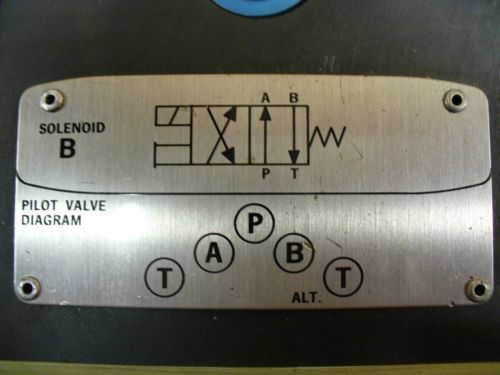 A B
SOLENOID
B
P T
PILOT VALVE
DIAGRAM
P
A B
T T
ALT.